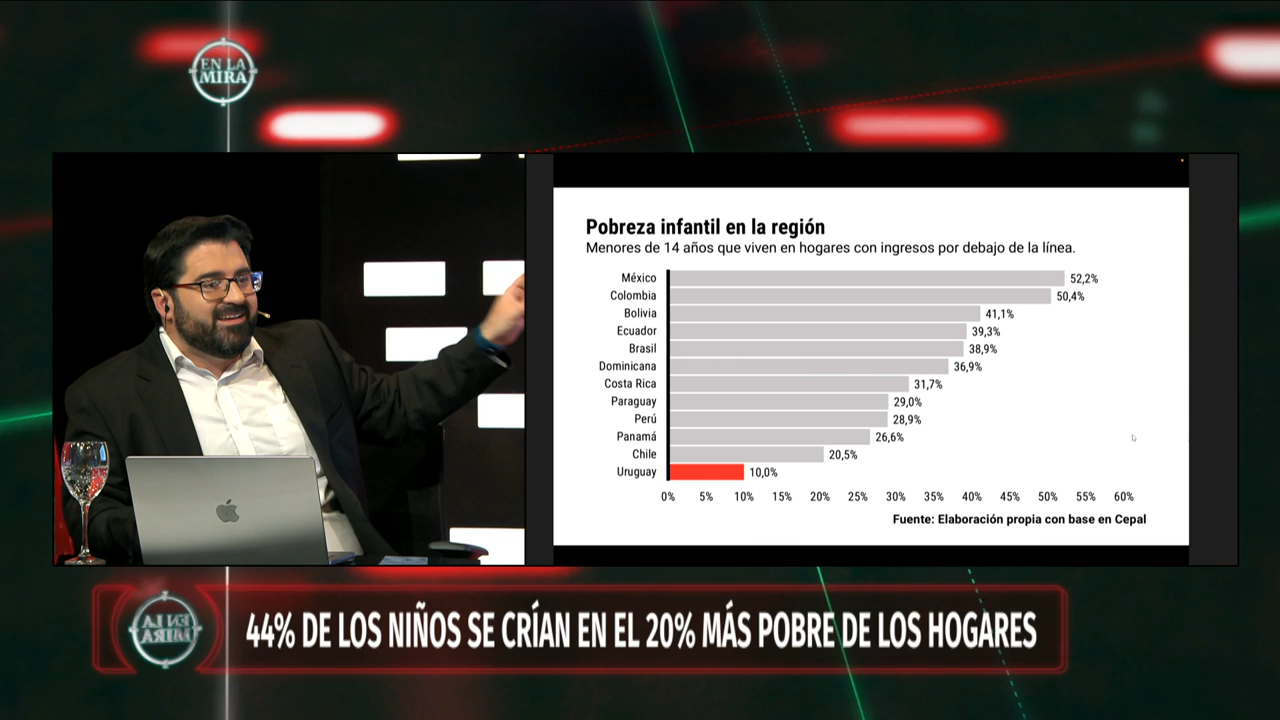 EN LA
MIRA
Pobreza infantil en la región
Menores de 14 años que viven en hogares con ingresos por debajo de la línea.
México 52,2%
Colombia 50,4%
Bolivia 41,1%
Ecuador 39,3%
Brasil 38,9%
Dominicana 36,9%
Costa Rica 31,7%
Paraguay 29,0%
Perú 28,9%
Panamá 26,6%
Chile 20,5%
Uruguay 10,0%
0% 5% 10% 15% 20% 25% 30% 35% 40% 45% 50% 55% 60%
Fuente: Elaboración propia con base en Cepal
EN LA
MIRA
44% DE LOS NIÑOS SE CRÍAN EN EL 20% MÁS POBRE DE LOS HOGARES